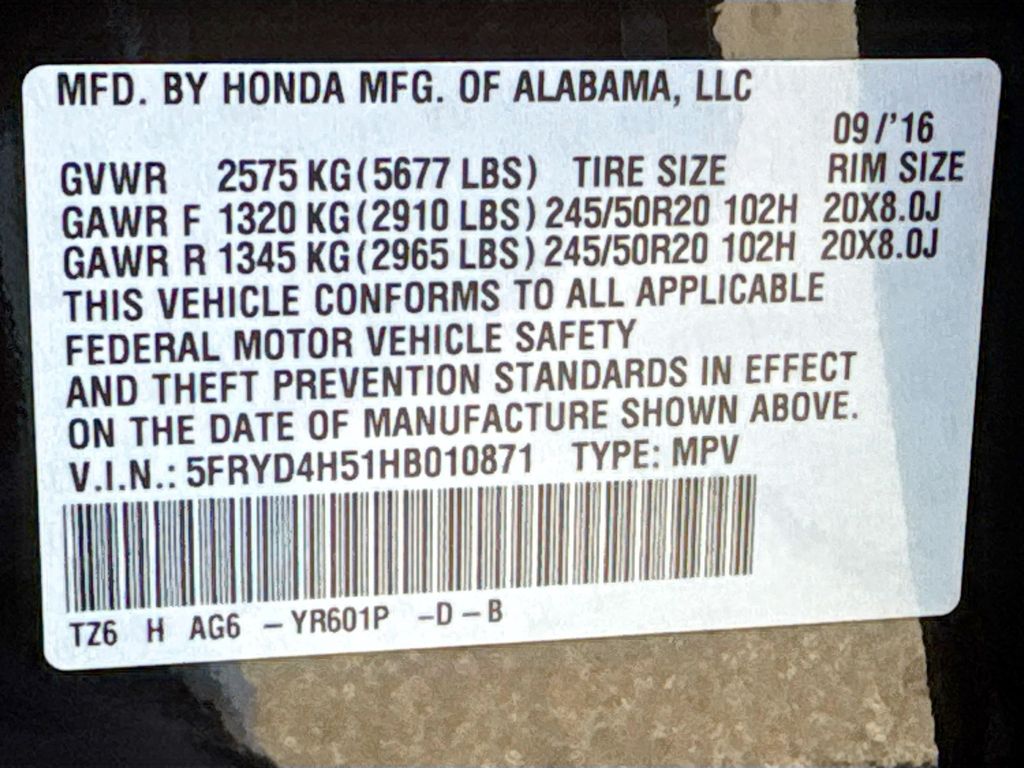 MFD. BY HONDA MFG. OF ALABAMA, LLC
09/'16
GVWR 2575 KG(5677 LBS) TIRE SIZE RIM SIZE
GAWR F 1320 KG(2910 LBS) 245/50R20 102H 20X8.0J
GAWR R 1345 KG(2965 LBS) 245/50R20 102H 20X8.0J
THIS VEHICLE CONFORMS TO ALL APPLICABLE
FEDERAL MOTOR VEHICLE SAFETY
AND THEFT PREVENTION STANDARDS IN EFFECT
ON THE DATE OF MANUFACTURE SHOWN ABOVE.
V.I.N.: 5FRYD4H51HB010871 TYPE: MPV
TZ6 H AG6 – YR601P –D – B